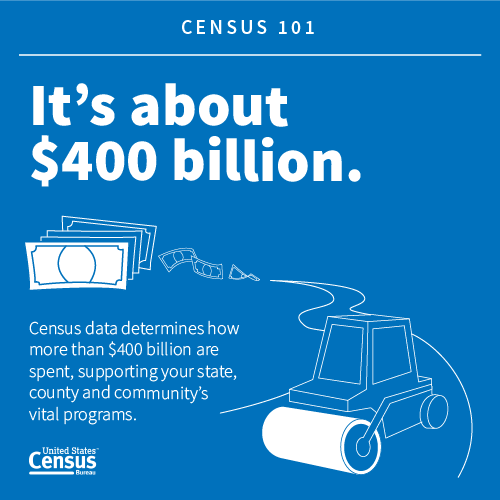 CENSUS 101
It's about
$400 billion.
Census data determines how
more than $400 billion are
spent, supporting your state,
county and community's
vital programs.
United States™
Census
Bureau